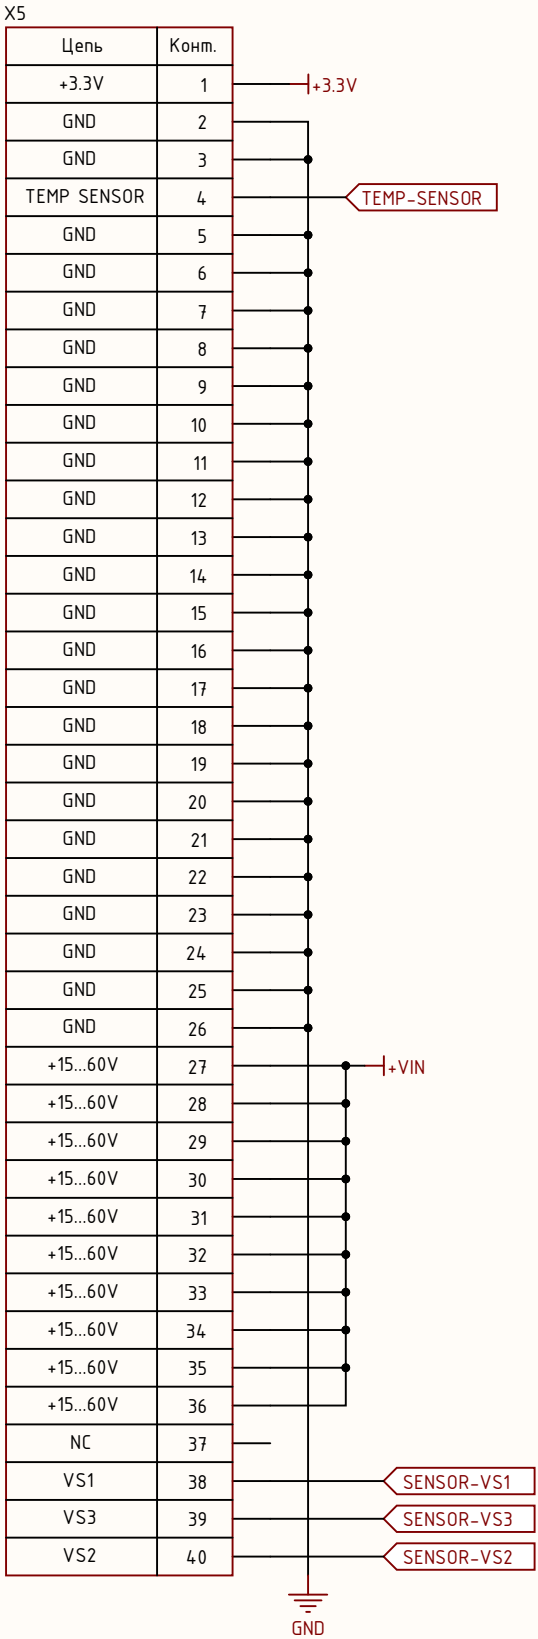 X5
Цепь Конт.
+3.3V 1 +3.3V
GND 2
GND 3
TEMP SENSOR 4 TEMP-SENSOR
GND 5
GND 6
GND 7
GND 8
GND 9
GND 10
GND 11
GND 12
GND 13
GND 14
GND 15
GND 16
GND 17
GND 18
GND 19
GND 20
GND 21
GND 22
GND 23
GND 24
GND 25
GND 26
+15...60V 27 +VIN
+15...60V 28
+15...60V 29
+15...60V 30
+15...60V 31
+15...60V 32
+15...60V 33
+15...60V 34
+15...60V 35
+15...60V 36
NC 37
VS1 38 SENSOR-VS1
VS3 39 SENSOR-VS3
VS2 40 SENSOR-VS2
GND